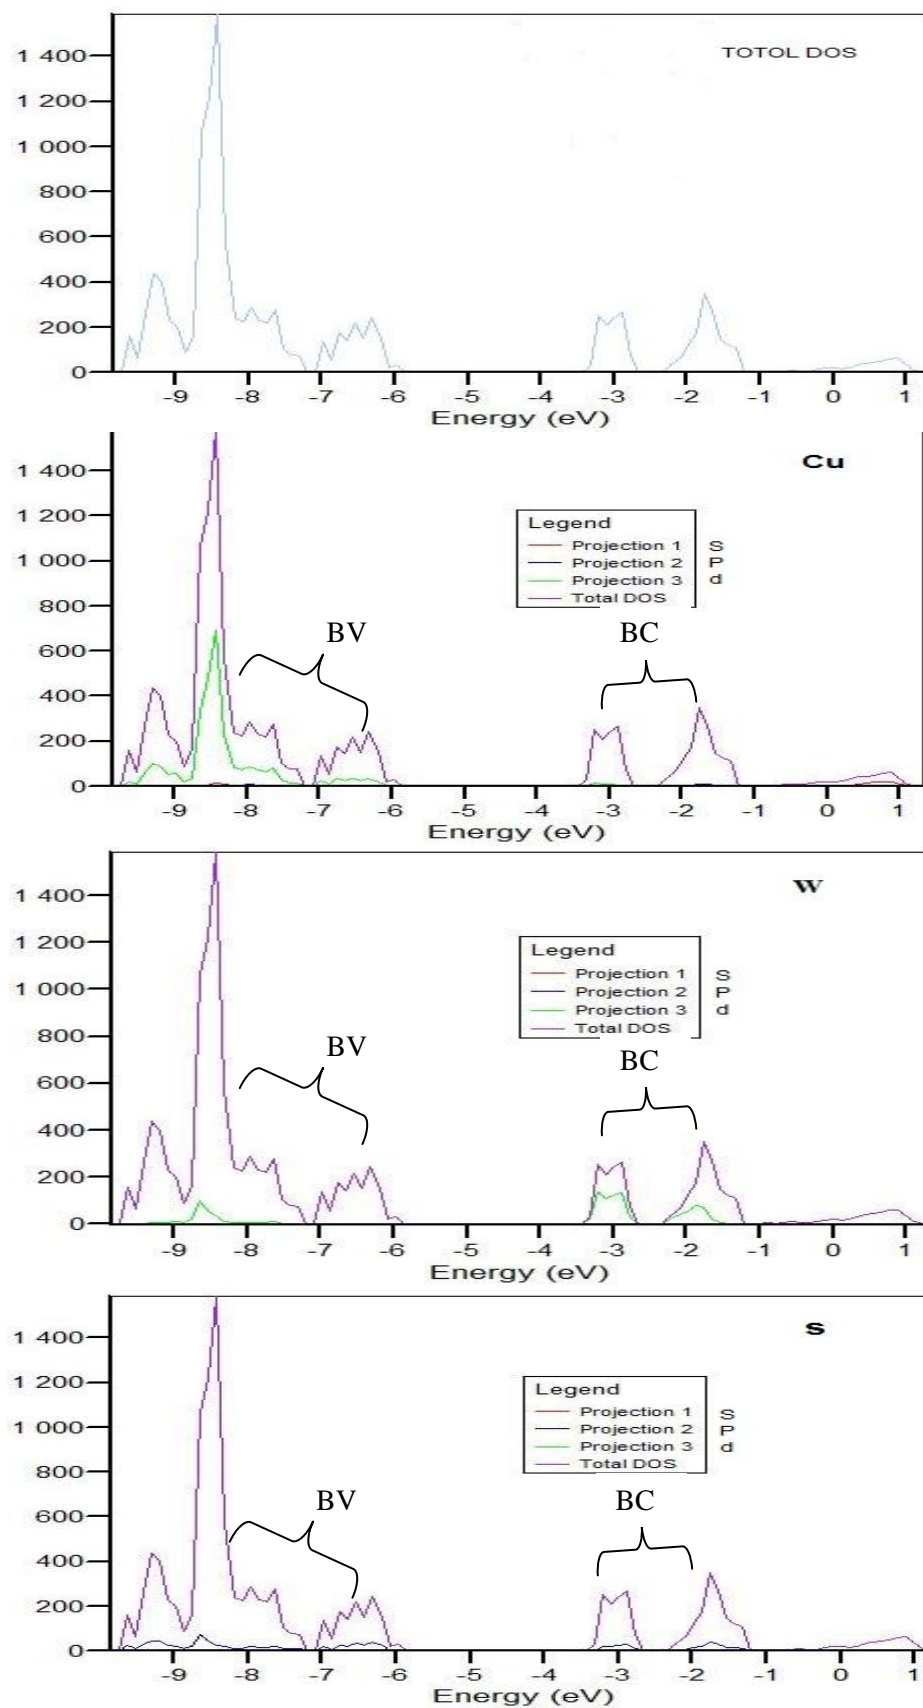 TOTOL DOS
1 400
1 200
1 000
800
600
400
200
0
-9 -8 -7 -6 -5 -4 -3 -2 -1 0 1
Energy (eV)
Cu
1 400
1 200
1 000
800
600
400
200
0
Legend
Projection 1 S
Projection 2 P
Projection 3 d
Total DOS
BV BC
-9 -8 -7 -6 -5 -4 -3 -2 -1 0 1
Energy (eV)
W
1 400
1 200
1 000
800
600
400
200
0
Legend
Projection 1 S
Projection 2 P
Projection 3 d
Total DOS
BV BC
-9 -8 -7 -6 -5 -4 -3 -2 -1 0 1
Energy (eV)
S
1 400
1 200
1 000
800
600
400
200
0
Legend
Projection 1 S
Projection 2 P
Projection 3 d
Total DOS
BV BC
-9 -8 -7 -6 -5 -4 -3 -2 -1 0 1
Energy (eV)